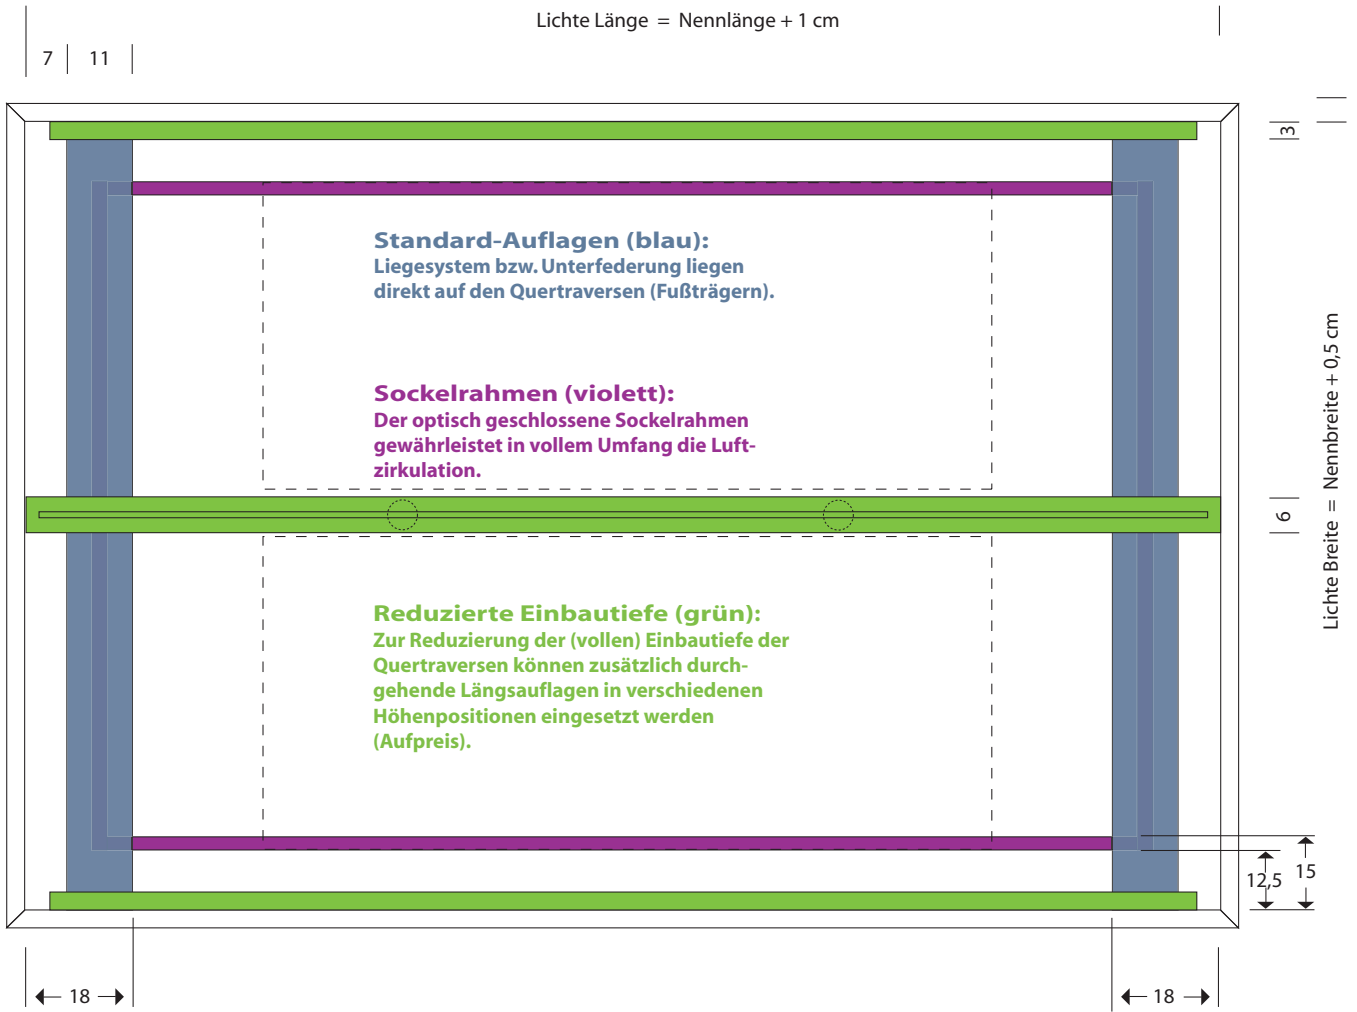 Lichte Länge = Nennlänge + 1 cm
7
11
3
Standard-Auflagen (blau):
Liegesystem bzw. Unterfederung liegen
direkt auf den Quertraversen (Fußträgern).
Sockelrahmen (violett):
Der optisch geschlossene Sockelrahmen
gewährleistet in vollem Umfang die Luft-
zirkulation.
6
Lichte Breite = Nennbreite + 0,5 cm
Reduzierte Einbautiefe (grün):
Zur Reduzierung der (vollen) Einbautiefe der
Quertraversen können zusätzlich durch-
gehende Längsauflagen in verschiedenen
Höhenpositionen eingesetzt werden
(Aufpreis).
12,5
15
18
18